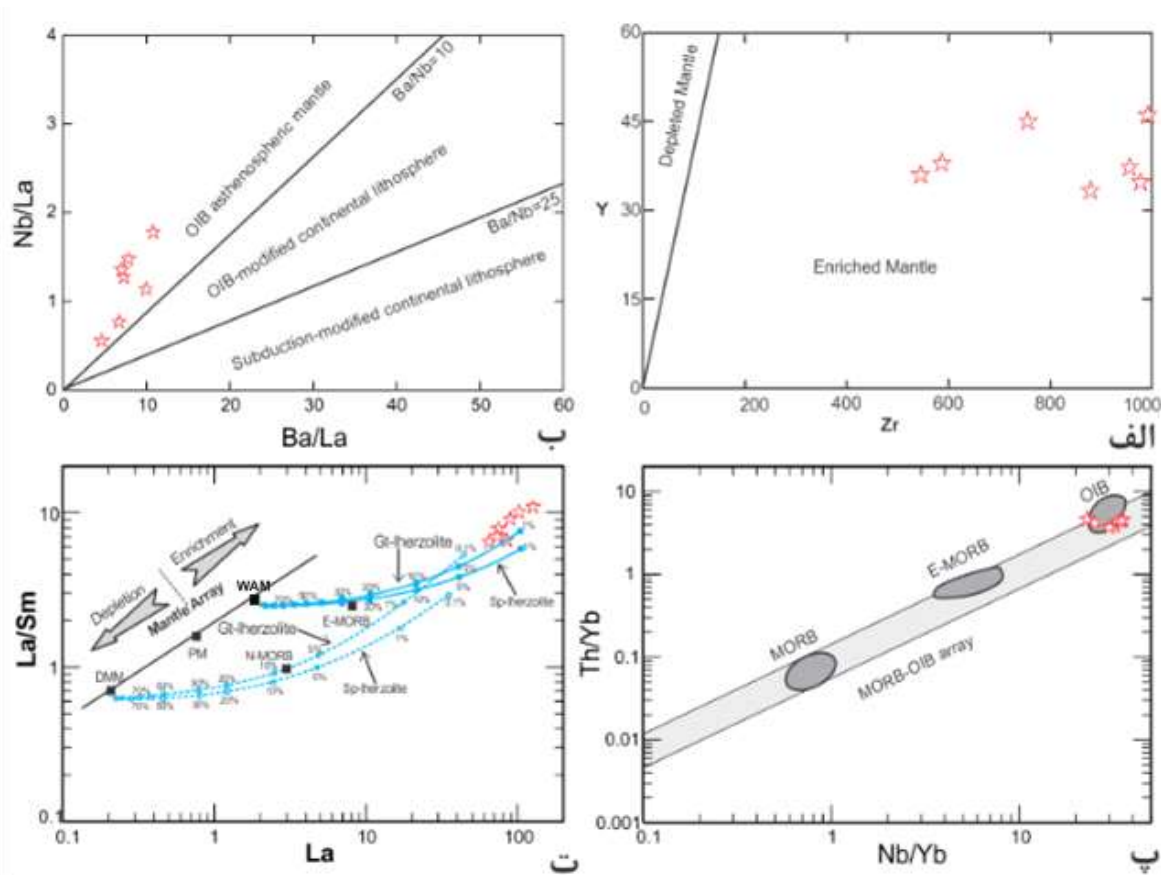 4
3
2
1
0
Nb/La
0
10
20
30
40
50
60
Ba/La
OIB asthenospheric mantle
Ba/Nb=10
OIB-modified continental lithosphere
Ba/Nb=25
Subduction-modified continental lithosphere
ب
60
45
30
15
0
Y
0
200
400
600
800
1000
Zr
Depleted Mantle
Enriched Mantle
الف
10
1
0.1
La/Sm
0.1
1
10
100
La
Enrichment
Depletion
Mantle Array
WAM
PM
DMM
N-MORB
E-MORB
Gt-lherzolite
Sp-lherzolite
Gt-lherzolite
Sp-lherzolite
ت
10
1
0.1
0.01
0.001
Th/Yb
0.1
1
10
Nb/Yb
OIB
E-MORB
MORB
MORB-OIB array
پ